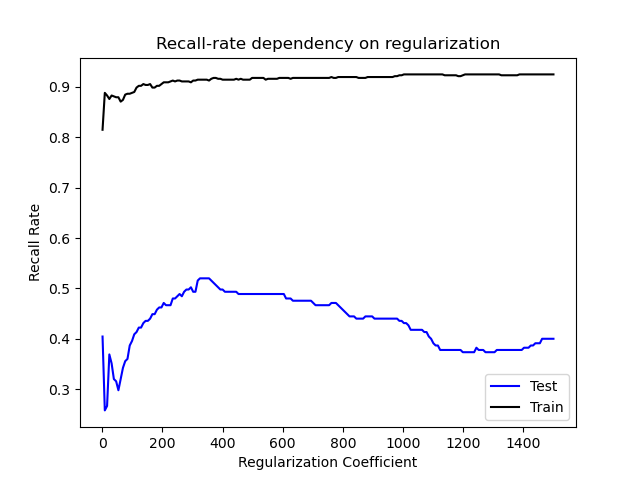 Recall-rate dependency on regularization
Recall Rate
0.9
0.8
0.7
0.6
0.5
0.4
0.3
0 200 400 600 800 1000 1200 1400
Regularization Coefficient
Test
Train